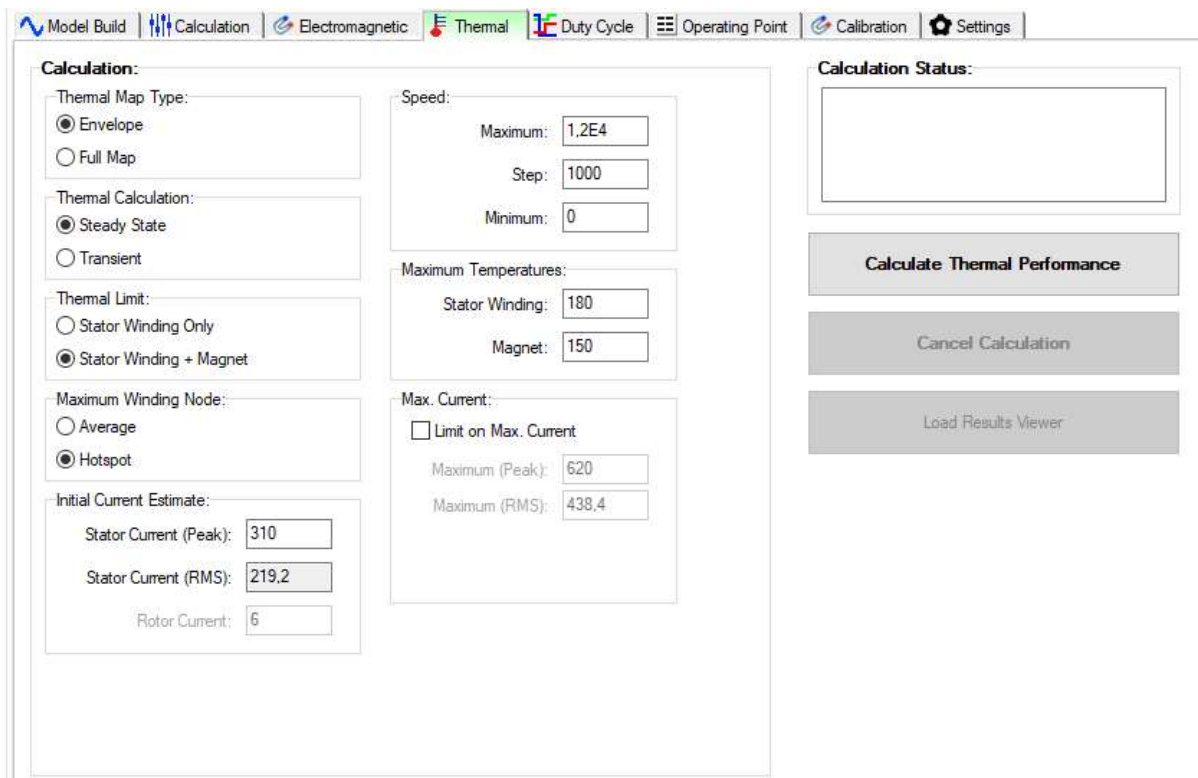 Model Build
Calculation
Electromagnetic
Thermal
Duty Cycle
Operating Point
Calibration
Settings
Calculation:
Thermal Map Type:
Envelope
Full Map
Thermal Calculation:
Steady State
Transient
Thermal Limit:
Stator Winding Only
Stator Winding + Magnet
Maximum Winding Node:
Average
Hotspot
Initial Current Estimate:
Stator Current (Peak): 310
Stator Current (RMS): 219,2
Rotor Current: 6
Speed:
Maximum: 1,2E4
Step: 1000
Minimum: 0
Maximum Temperatures:
Stator Winding: 180
Magnet: 150
Max. Current:
Limit on Max. Current
Maximum (Peak): 620
Maximum (RMS): 438,4
Calculation Status:
Calculate Thermal Performance
Cancel Calculation
Load Results Viewer